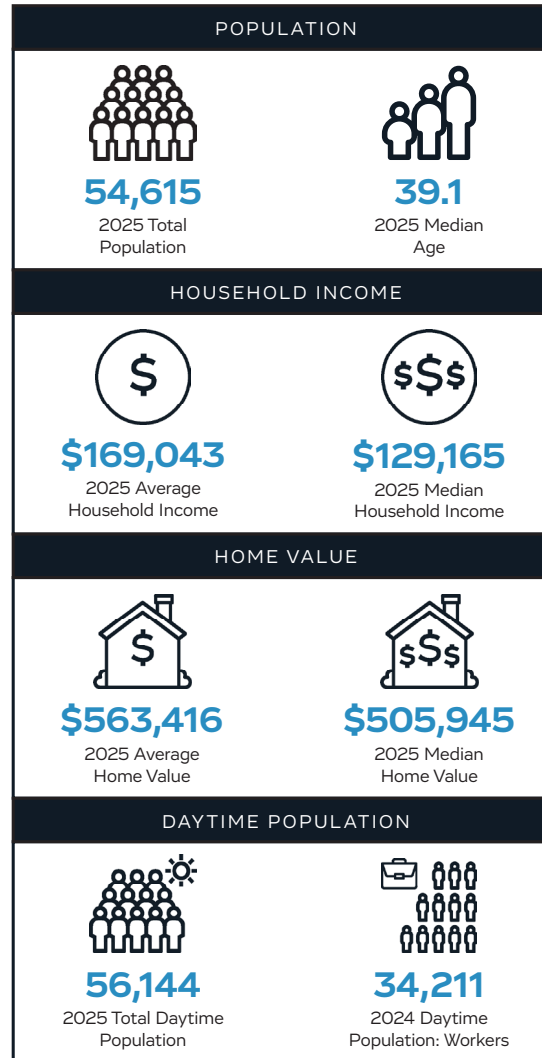 POPULATION
54,615
2025 Total
Population
39.1
2025 Median
Age
HOUSEHOLD INCOME
$
$169,043
2025 Average
Household Income
$$$
$129,165
2025 Median
Household Income
HOME VALUE
$
$563,416
2025 Average
Home Value
$$$
$505,945
2025 Median
Home Value
DAYTIME POPULATION
56,144
2025 Total Daytime
Population
34,211
2024 Daytime
Population: Workers